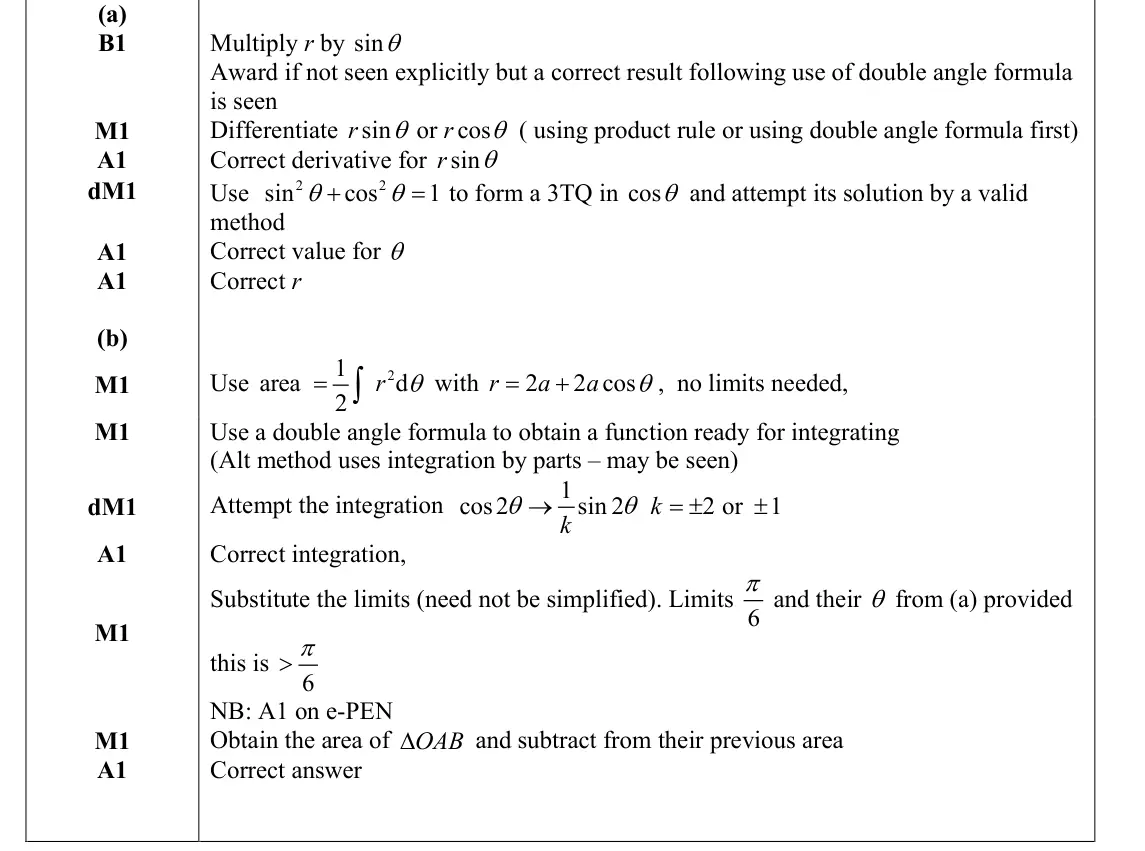 (a)
B1 Multiply r by sin θ
Award if not seen explicitly but a correct result following use of double angle formula
is seen
M1 Differentiate r sin θ or r cos θ ( using product rule or using double angle formula first)
A1 Correct derivative for r sin θ
dM1 Use sin² θ + cos² θ = 1 to form a 3TQ in cos θ and attempt its solution by a valid
method
A1 Correct value for θ
A1 Correct r
(b)
M1 Use area = 1/2 ∫ r² dθ with r = 2a + 2a cos θ , no limits needed,
M1 Use a double angle formula to obtain a function ready for integrating
(Alt method uses integration by parts – may be seen)
dM1 Attempt the integration cos 2θ → 1/k sin 2θ k = ±2 or ±1
A1 Correct integration,
Substitute the limits (need not be simplified). Limits π/6 and their θ from (a) provided
M1
this is > π/6
NB: A1 on e-PEN
M1 Obtain the area of ΔOAB and subtract from their previous area
A1 Correct answer